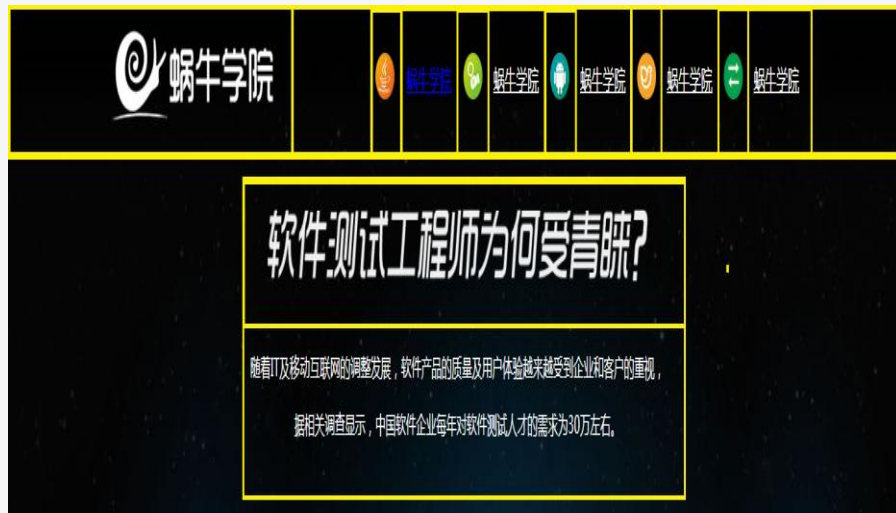 蜗牛学院
蜗牛学院 蜗牛学院 蜗牛学院 蜗牛学院 蜗牛学院
软件测试工程师为何受青睐?
随着IT及移动互联网的调整发展，软件产品的质量及用户体验越来越受到企业和客户的重视，
据相关调查显示，中国软件企业每年对软件测试人才的需求为30万左右。